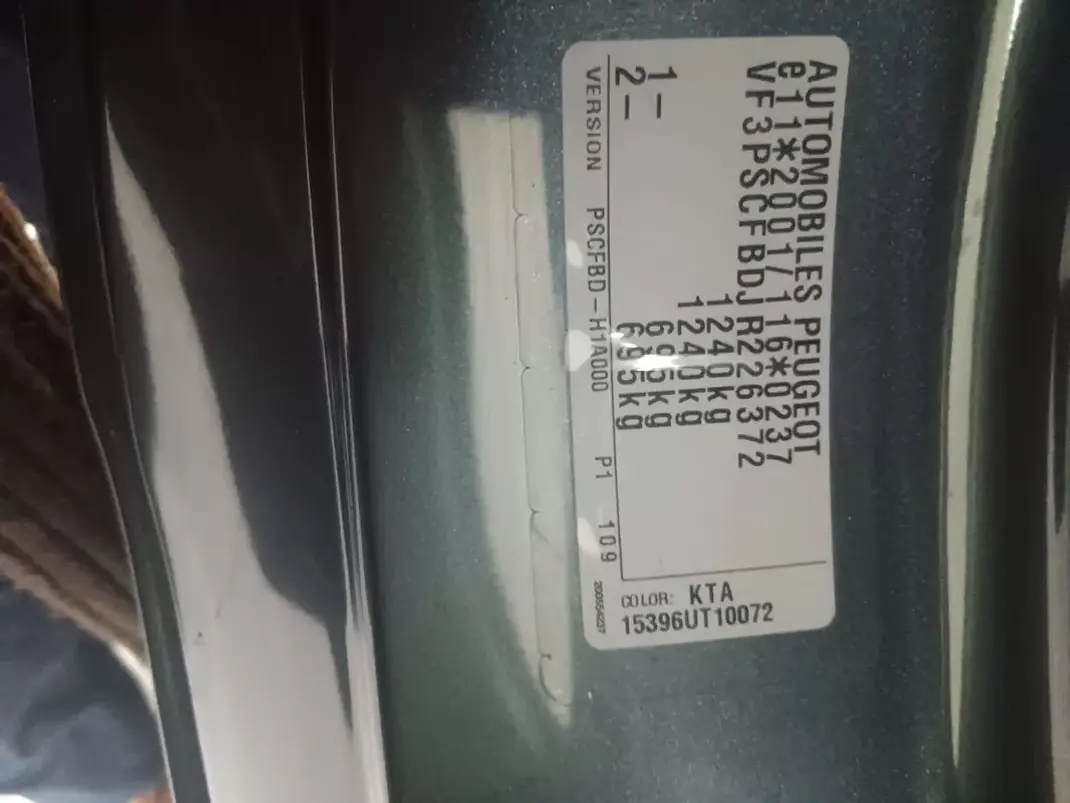 AUTOMOBILES PEUGEOT
e11*2001/116*0237
VF3PSCFBDJR226372
1240kg
1240kg
1- 695kg
2- 695kg
VERSION PSCFBD-H1A000 P1 109
COLOR: KTA
15396UT10072